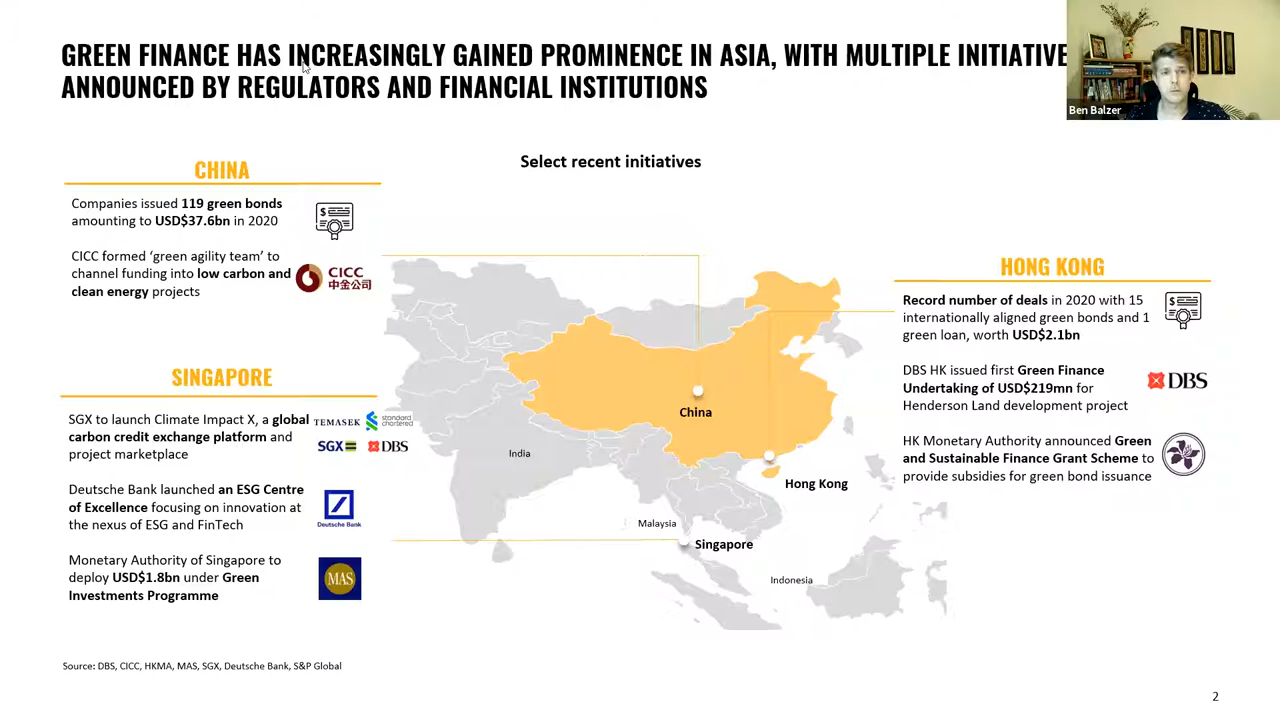 GREEN FINANCE HAS INCREASINGLY GAINED PROMINENCE IN ASIA, WITH MULTIPLE INITIATIVE
ANNOUNCED BY REGULATORS AND FINANCIAL INSTITUTIONS
Ben Balzer
Select recent initiatives
CHINA
Companies issued 119 green bonds
amounting to USD$37.6bn in 2020
$
CICC formed ‘green agility team’ to
channel funding into low carbon and
clean energy projects
CICC
中金公司
SINGAPORE
SGX to launch Climate Impact X, a global
carbon credit exchange platform and
project marketplace
TEMASEK
standard
chartered
SGX
DBS
Deutsche Bank launched an ESG Centre
of Excellence focusing on innovation at
the nexus of ESG and FinTech
Deutsche Bank
Monetary Authority of Singapore to
deploy USD$1.8bn under Green
Investments Programme
MAS
China
India
Hong Kong
Malaysia
Singapore
Indonesia
HONG KONG
Record number of deals in 2020 with 15
internationally aligned green bonds and 1
green loan, worth USD$2.1bn
$
DBS HK issued first Green Finance
Undertaking of USD$219mn for
Henderson Land development project
DBS
HK Monetary Authority announced Green
and Sustainable Finance Grant Scheme to
provide subsidies for green bond issuance
Source: DBS, CICC, HKMA, MAS, SGX, Deutsche Bank, S&P Global
2